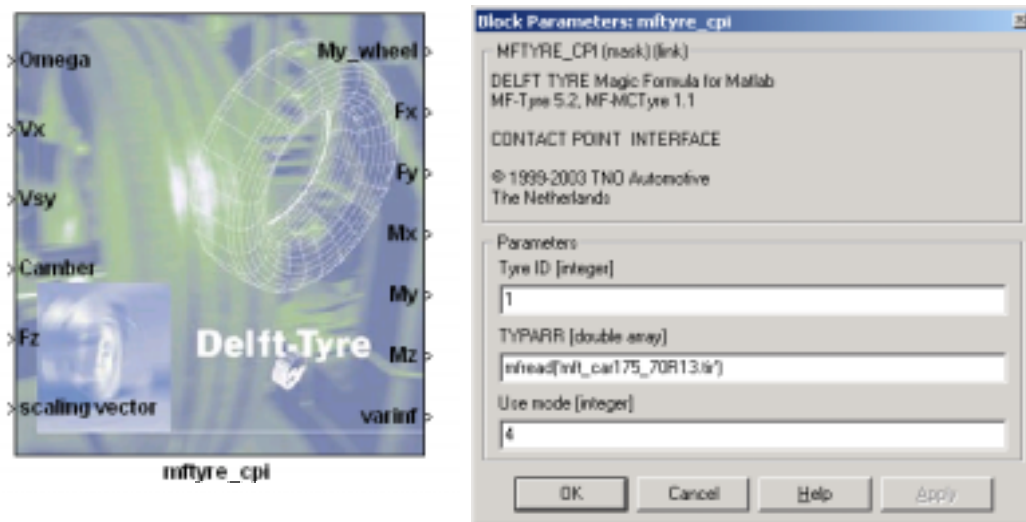 Omega
Vx
Vsy
Camber
Fz
scaling vector
My_wheel
Fx
Fy
Mx
My
Mz
varinf
Delft-Tyre
mftyre_cpi
Block Parameters: mftyre_cpi
MFTYRE_CPI (mask) (link)
DELFT TYRE Magic Formula for Matlab
MF-Tyre 5.2, MF-MCTyre 1.1
CONTACT POINT INTERFACE
© 1999-2003 TNO Automotive
The Netherlands
Parameters
Tyre ID [integer]
1
TYPARR [double array]
mfread('mft_car175_70R13.tir')
Use mode [integer]
4
OK
Cancel
Help
Apply